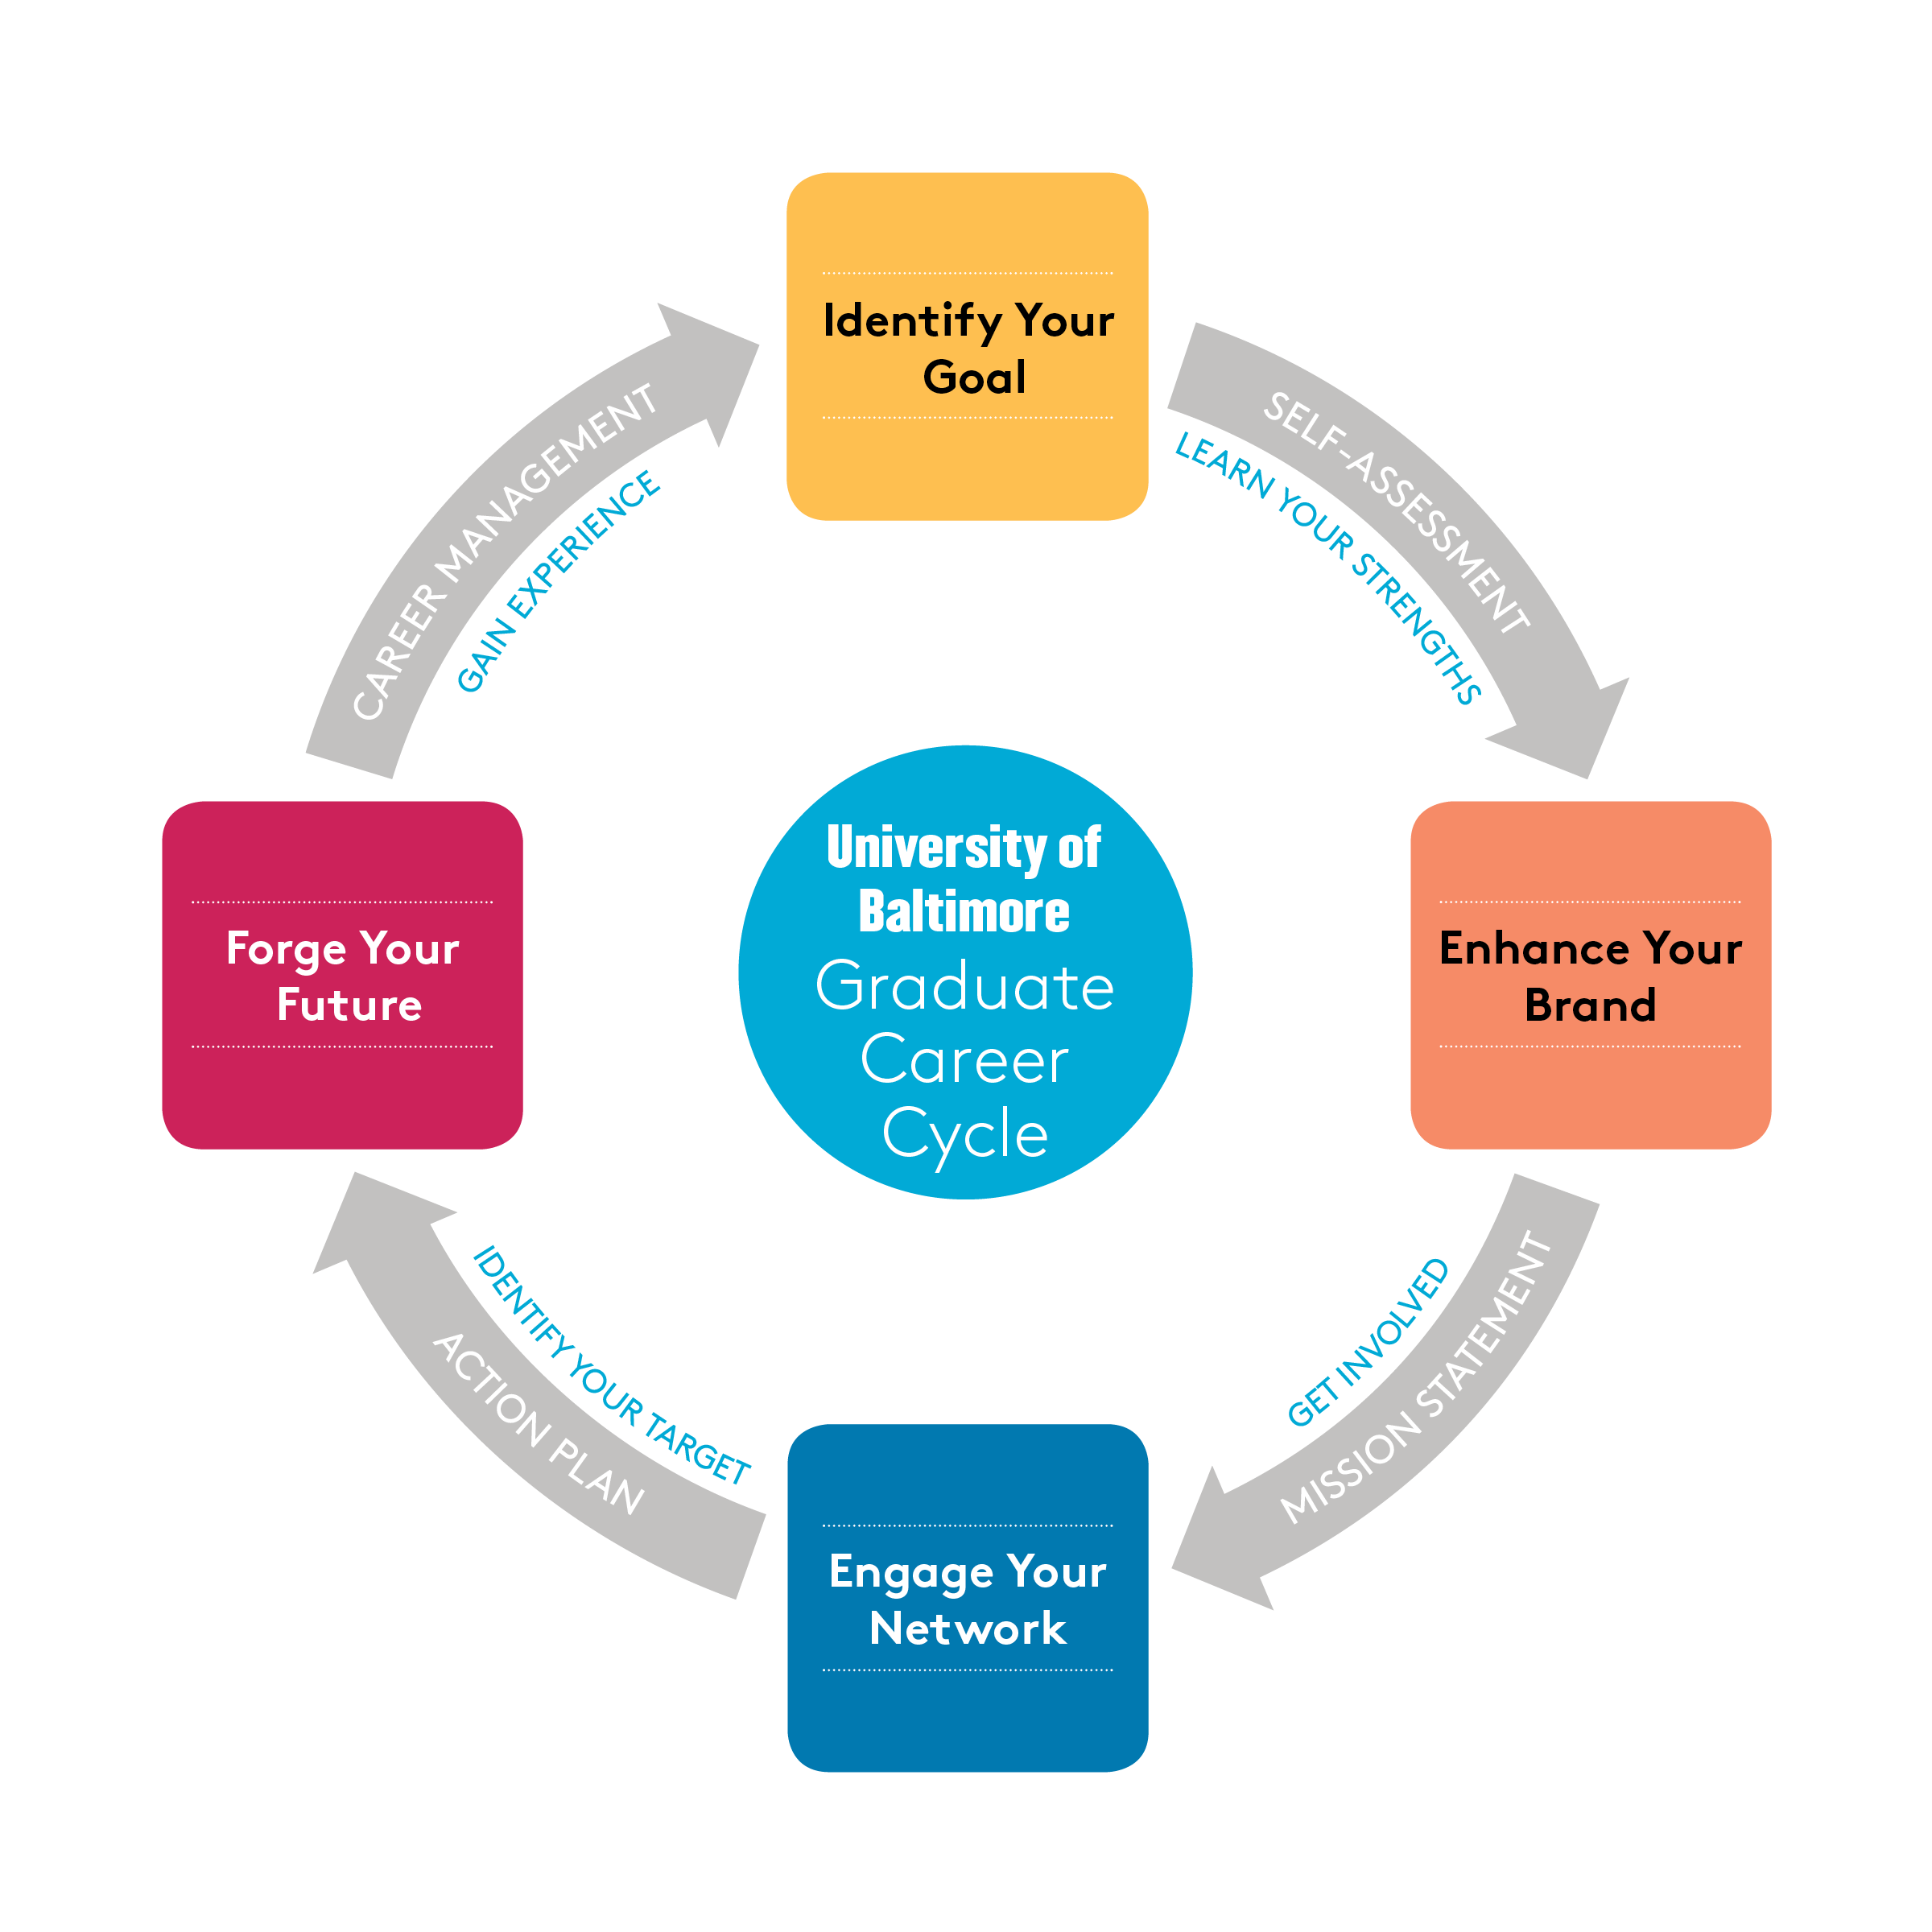 Identify Your
Goal
SELF-ASSESSMENT
LEARN YOUR STRENGTHS
Enhance Your
Brand
MISSION STATEMENT
GET INVOLVED
Engage Your
Network
ACTION PLAN
IDENTIFY YOUR TARGET
Forge Your
Future
CAREER MANAGEMENT
GAIN EXPERIENCE
University of
Baltimore
Graduate
Career
Cycle